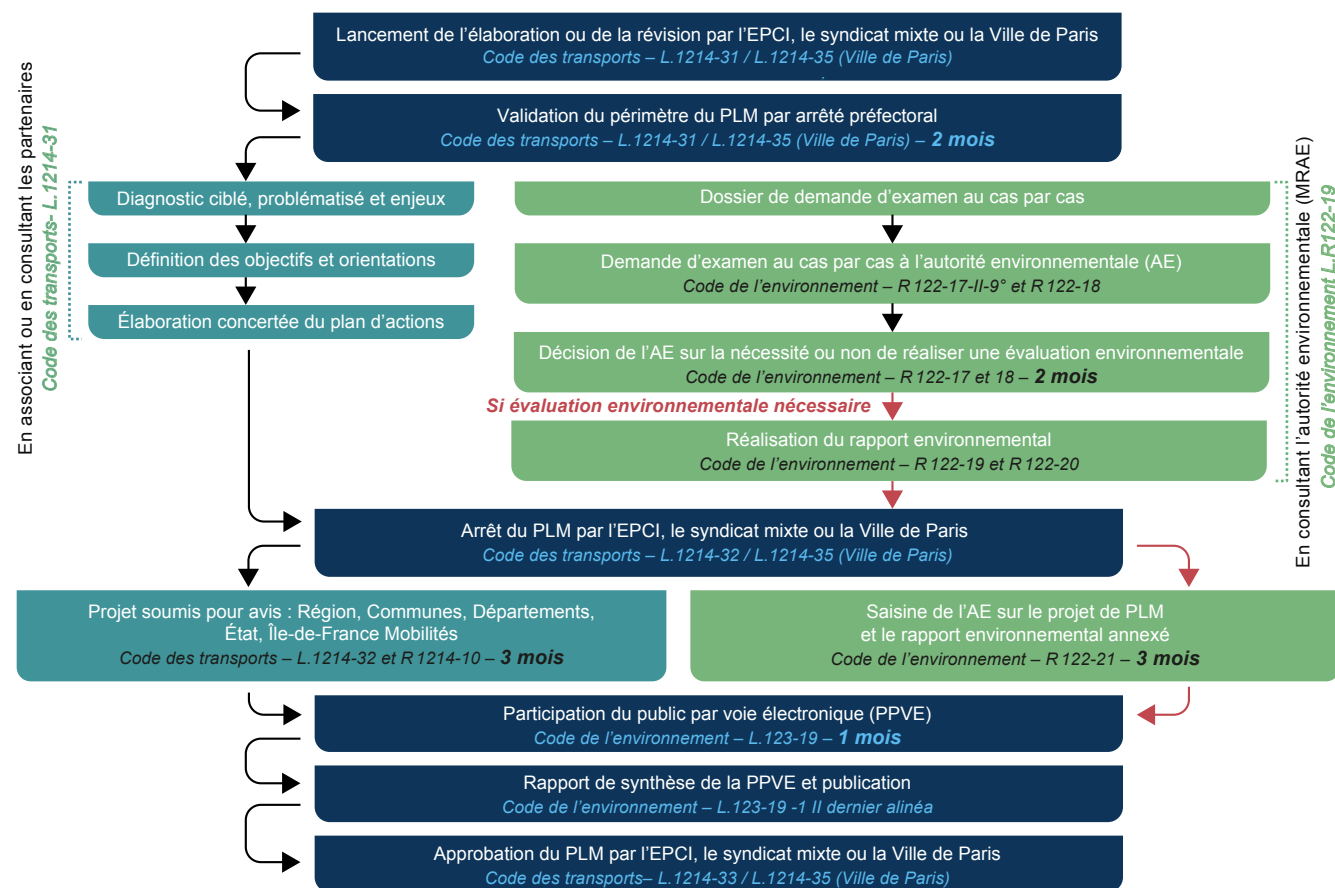 Lancement de l'élaboration ou de la révision par l'EPCI, le syndicat mixte ou la Ville de Paris
Code des transports – L.1214-31 / L.1214-35 (Ville de Paris)
Validation du périmètre du PLM par arrêté préfectoral
Code des transports – L.1214-31 / L.1214-35 (Ville de Paris) – 2 mois
En associant ou en consultant les partenaires
Code des transports- L.1214-31
Diagnostic ciblé, problématisé et enjeux
Définition des objectifs et orientations
Élaboration concertée du plan d'actions
Dossier de demande d'examen au cas par cas
Demande d'examen au cas par cas à l'autorité environnementale (AE)
Code de l'environnement – R 122-17-II-9° et R 122-18
Décision de l'AE sur la nécessité ou non de réaliser une évaluation environnementale
Code de l'environnement – R 122-17 et 18 – 2 mois
Si évaluation environnementale nécessaire
Réalisation du rapport environnemental
Code de l'environnement – R 122-19 et R 122-20
En consultant l'autorité environnementale (MRAE)
Code de l'environnement L.R122-19
Arrêt du PLM par l'EPCI, le syndicat mixte ou la Ville de Paris
Code des transports – L.1214-32 / L.1214-35 (Ville de Paris)
Projet soumis pour avis : Région, Communes, Départements,
État, Île-de-France Mobilités
Code des transports – L.1214-32 et R 1214-10 – 3 mois
Saisine de l'AE sur le projet de PLM
et le rapport environnemental annexé
Code de l'environnement – R 122-21 – 3 mois
Participation du public par voie électronique (PPVE)
Code de l'environnement – L.123-19 – 1 mois
Rapport de synthèse de la PPVE et publication
Code de l'environnement – L.123-19 -1 II dernier alinéa
Approbation du PLM par l'EPCI, le syndicat mixte ou la Ville de Paris
Code des transports– L.1214-33 / L.1214-35 (Ville de Paris)